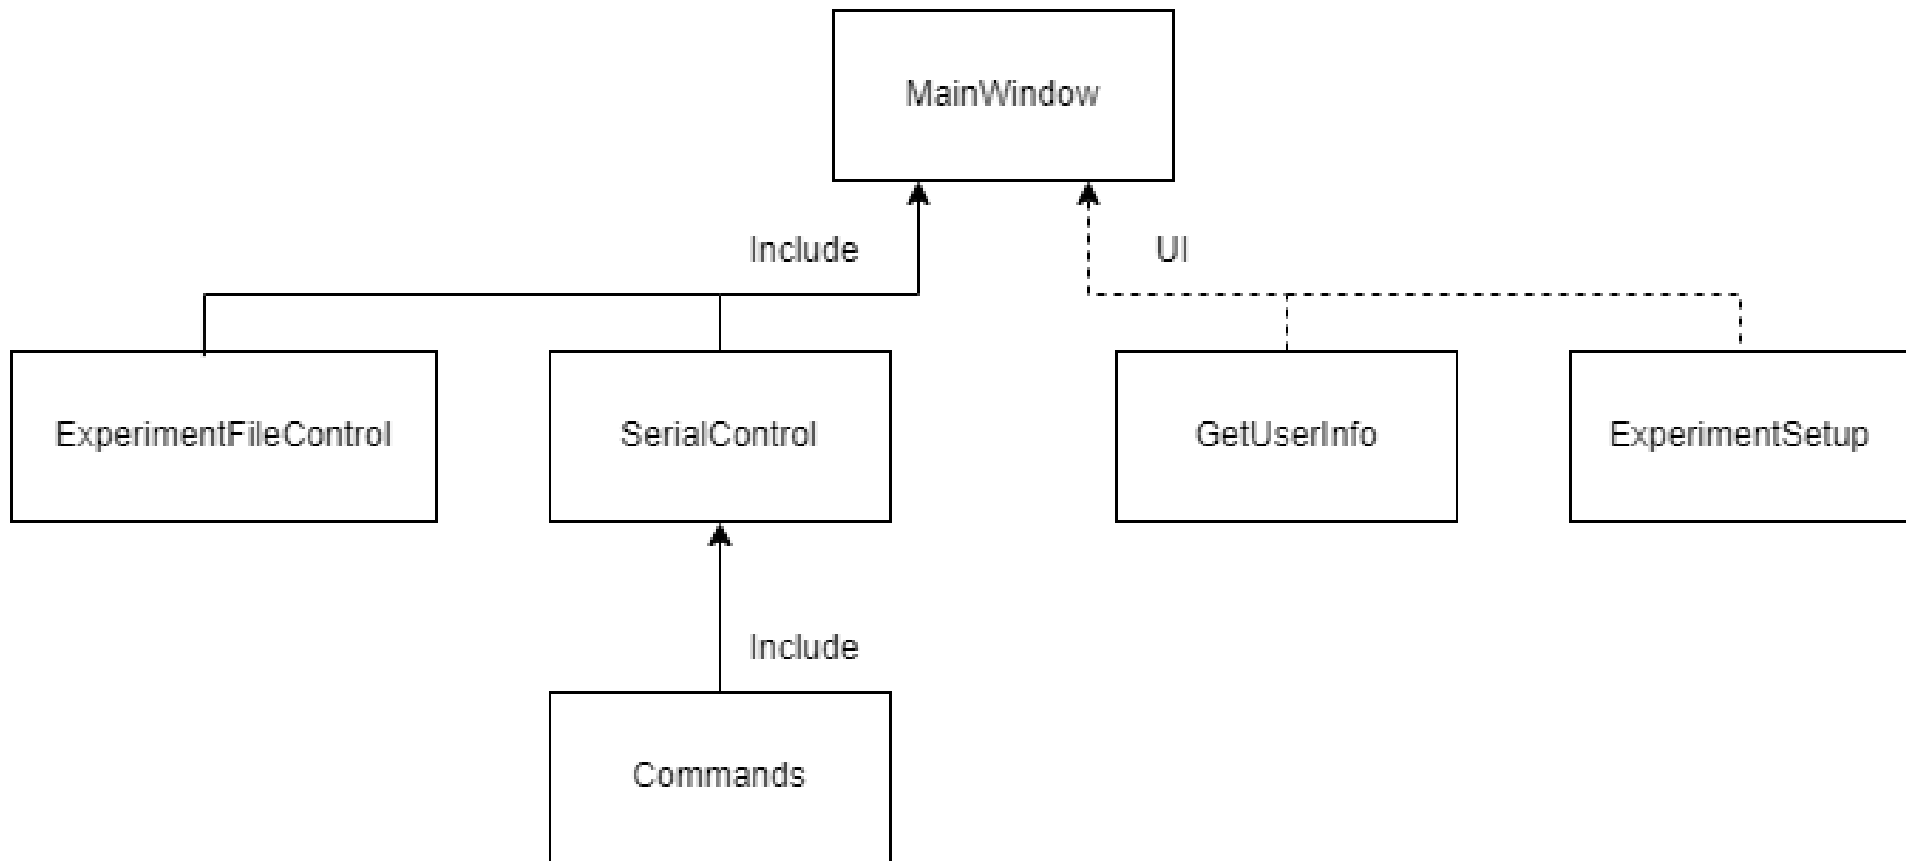 MainWindow
Include
UI
ExperimentFileControl
SerialControl
GetUserInfo
ExperimentSetup
Include
Commands